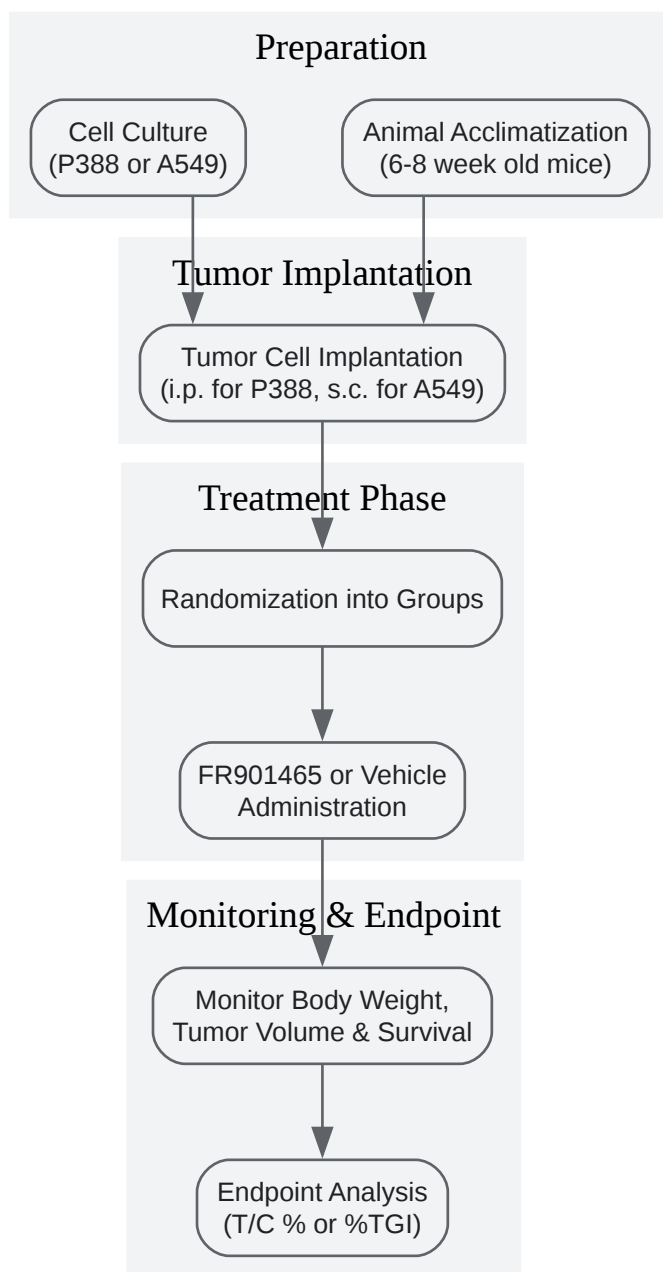 Preparation
Cell Culture
(P388 or A549)
Animal Acclimatization
(6-8 week old mice)
Tumor Implantation
Tumor Cell Implantation
(i.p. for P388, s.c. for A549)
Treatment Phase
Randomization into Groups
FR901465 or Vehicle
Administration
Monitoring & Endpoint
Monitor Body Weight,
Tumor Volume & Survival
Endpoint Analysis
(T/C % or %TGI)